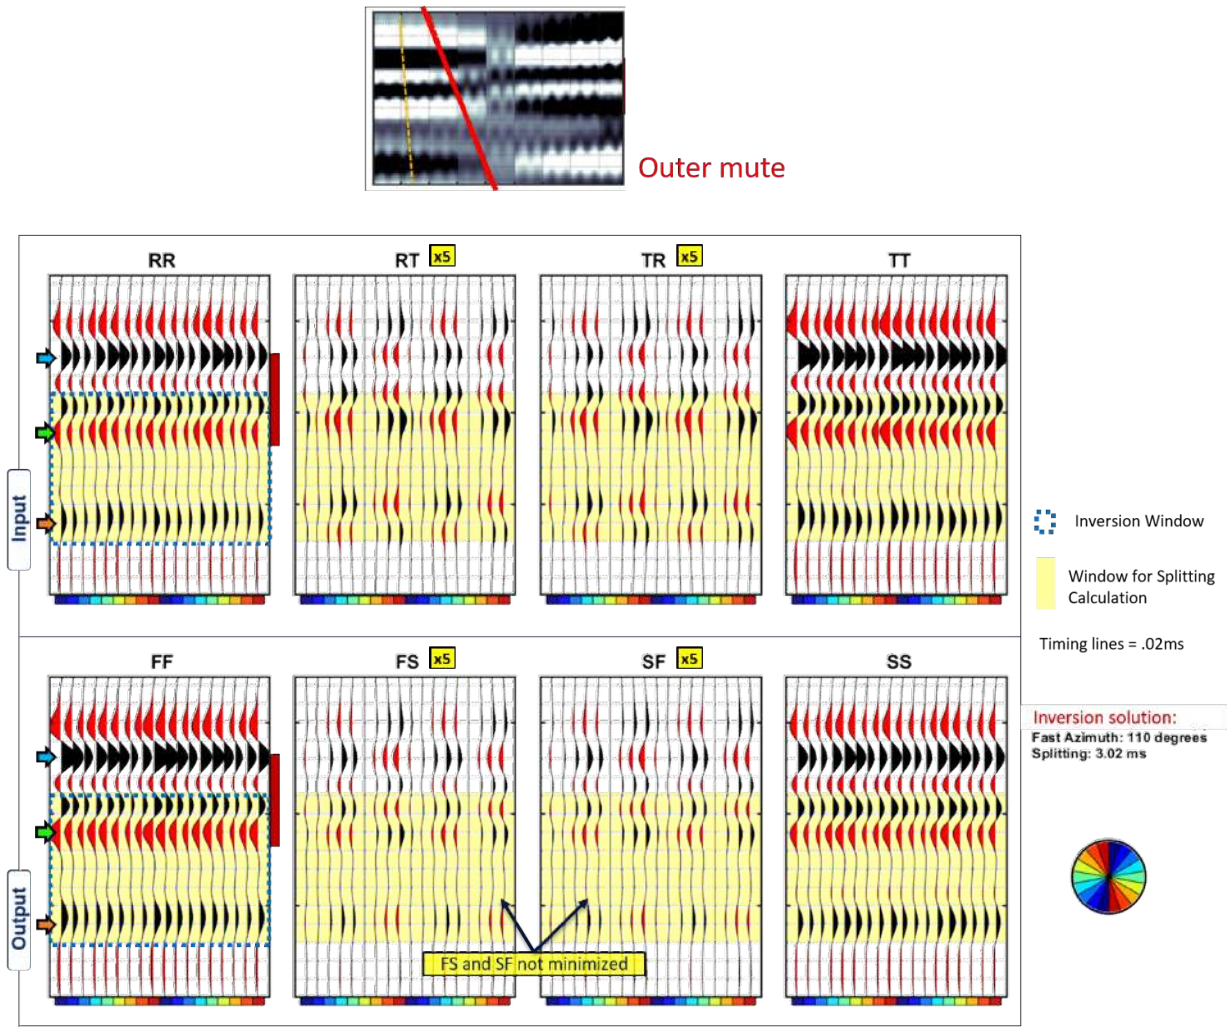 Outer mute
RR
RT x5
TR x5
TT
Input
Inversion Window
Window for Splitting
Calculation
Timing lines = .02ms
FF
FS x5
SF x5
SS
Inversion solution:
Fast Azimuth: 110 degrees
Splitting: 3.02 ms
Output
FS and SF not minimized